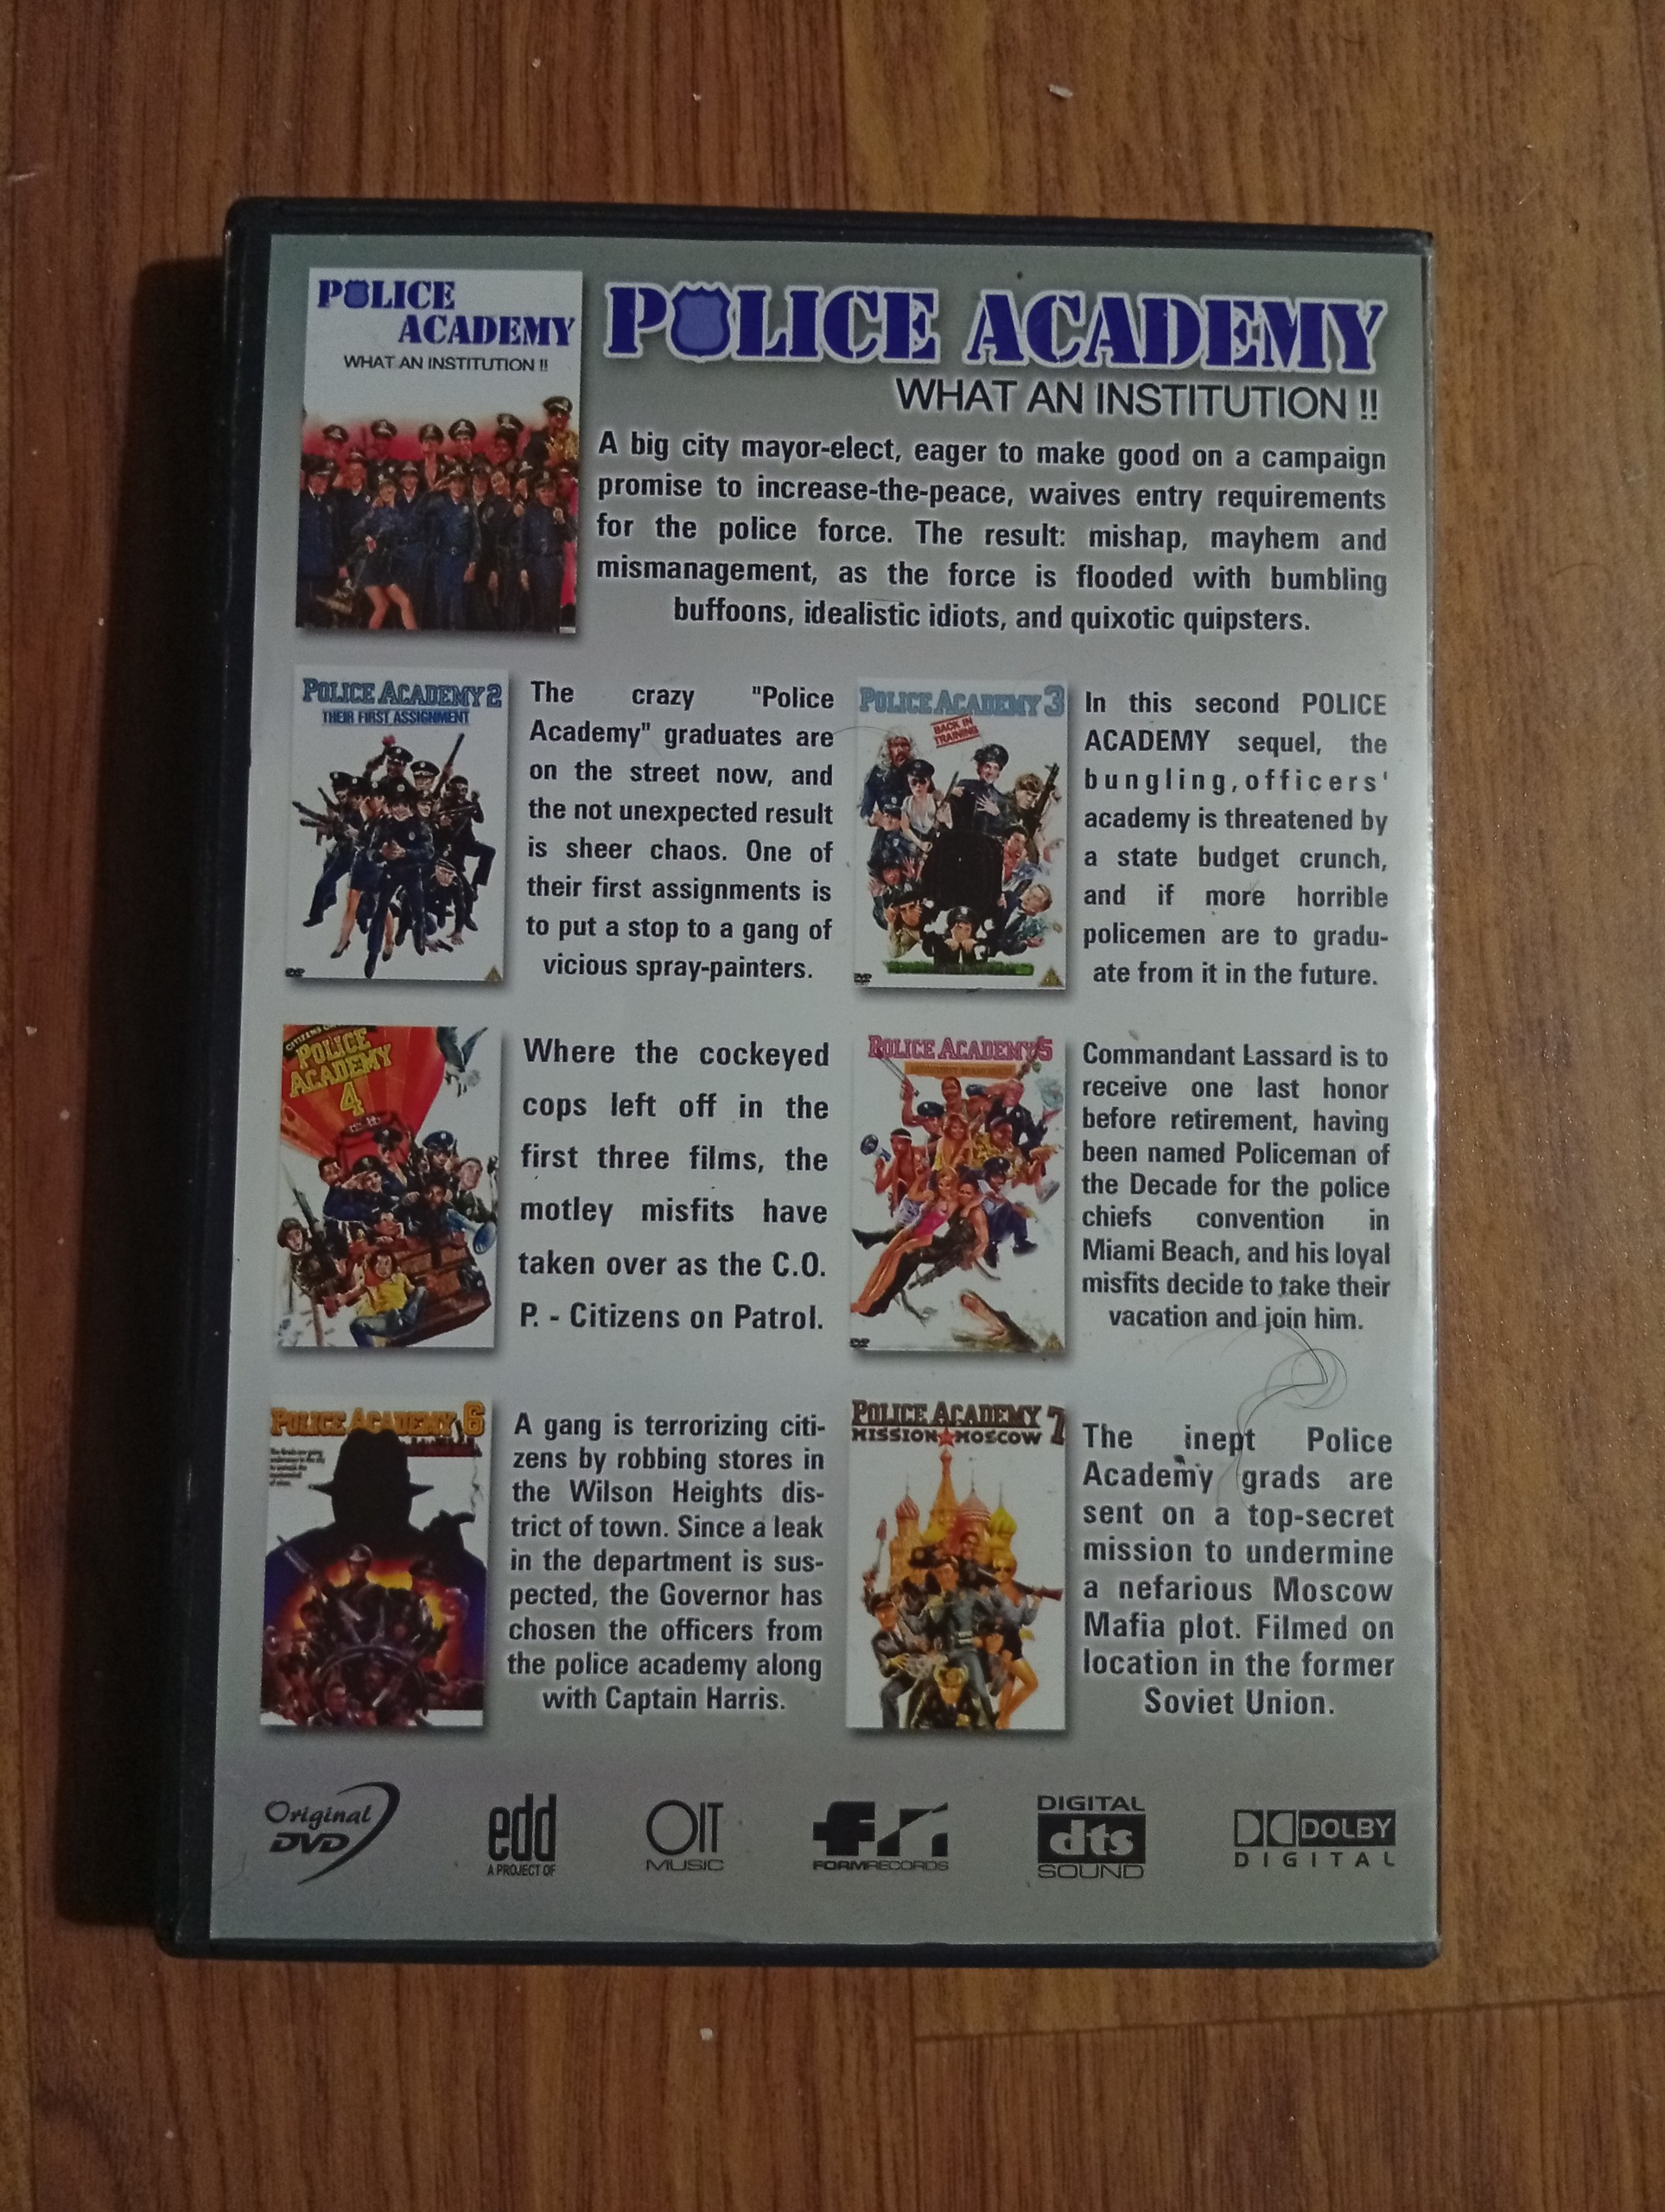 POLICE
ACADEMY
WHAT AN INSTITUTION !!
POLICE ACADEMY
WHAT AN INSTITUTION !!
A big city mayor-elect, eager to make good on a campaign
promise to increase-the-peace, waives entry requirements
for the police force. The result: mishap, mayhem and
mismanagement, as the force is flooded with bumbling
buffoons, idealistic idiots, and quixotic quipsters.
POLICE ACADEMY 2
THEIR FIRST ASSIGNMENT
DVD
The crazy "Police
Academy" graduates are
on the street now, and
the not unexpected result
is sheer chaos. One of
their first assignments is
to put a stop to a gang of
vicious spray-painters.
POLICE ACADEMY 3
BACK IN
TRAINING
DVD
In this second POLICE
ACADEMY sequel, the
bungling,officers'
academy is threatened by
a state budget crunch,
and if more horrible
policemen are to gradu-
ate from it in the future.
CITIZENS
POLICE
ACADEMY
4
Where the cockeyed
cops left off in the
first three films, the
motley misfits have
taken over as the C.O.
P. - Citizens on Patrol.
POLICE ACADEMY 5
DVD
Commandant Lassard is to
receive one last honor
before retirement, having
been named Policeman of
the Decade for the police
chiefs convention in
Miami Beach, and his loyal
misfits decide to take their
vacation and join him.
POLICE ACADEMY 6
A gang is terrorizing citi-
zens by robbing stores in
the Wilson Heights dis-
trict of town. Since a leak
in the department is sus-
pected, the Governor has
chosen the officers from
the police academy along
with Captain Harris.
POLICE ACADEMY 7
MISSION MOSCOW
The inept Police
Academy grads are
sent on a top-secret
mission to undermine
a nefarious Moscow
Mafia plot. Filmed on
location in the former
Soviet Union.
Original
DVD
edd
A PROJECT OF
OIT
MUSIC
fr
FORMRECORDS
DIGITAL
dts
SOUND
DOLBY
DIGITAL